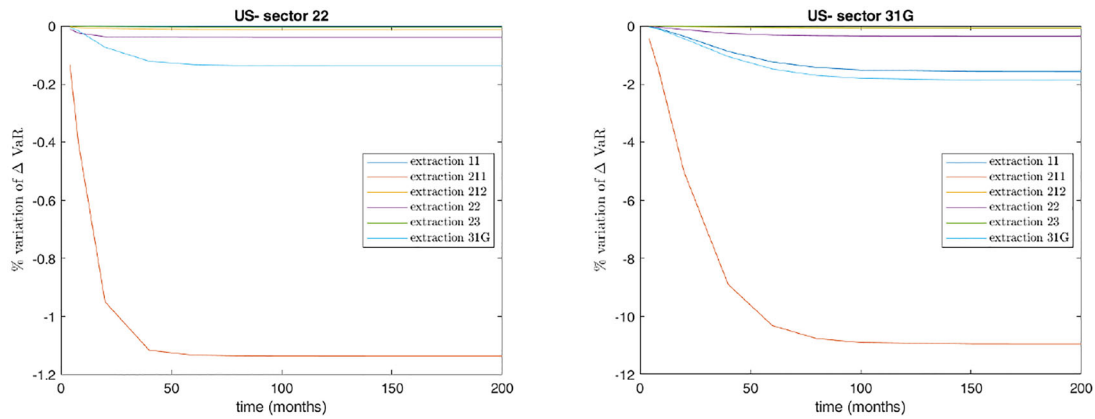 US- sector 22
0
-0.2
-0.4
-0.6
-0.8
-1
-1.2
% variation of Δ VaR
extraction 11
extraction 211
extraction 212
extraction 22
extraction 23
extraction 31G
0 50 100 150 200
time (months)
US- sector 31G
0
-2
-4
-6
-8
-10
-12
% variation of Δ VaR
extraction 11
extraction 211
extraction 212
extraction 22
extraction 23
extraction 31G
0 50 100 150 200
time (months)